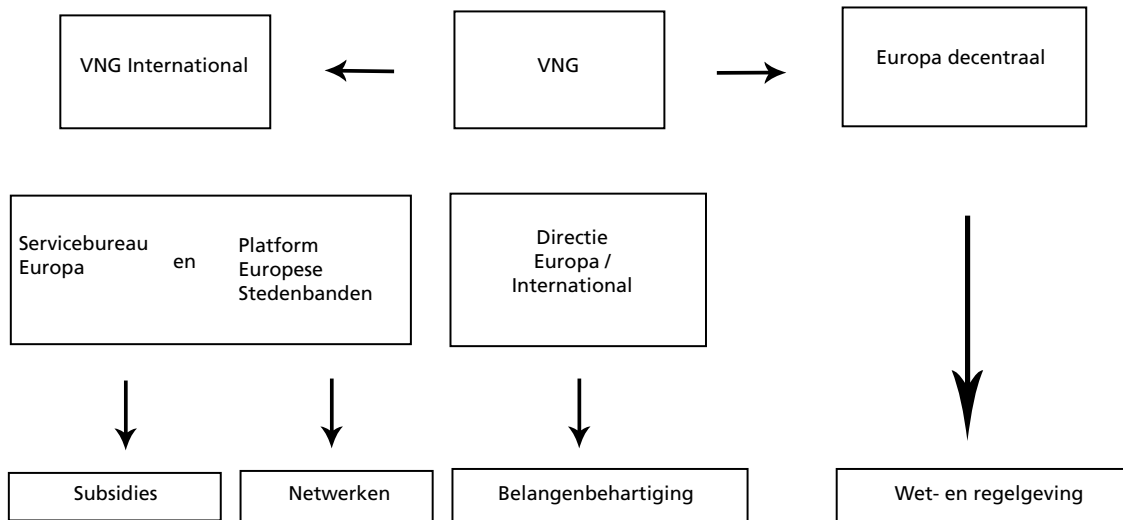 VNG International
VNG
Europa decentraal
Servicebureau
Europa
en
Platform
Europese
Stedenbanden
Directie
Europa /
International
Subsidies
Netwerken
Belangenbehartiging
Wet- en regelgeving